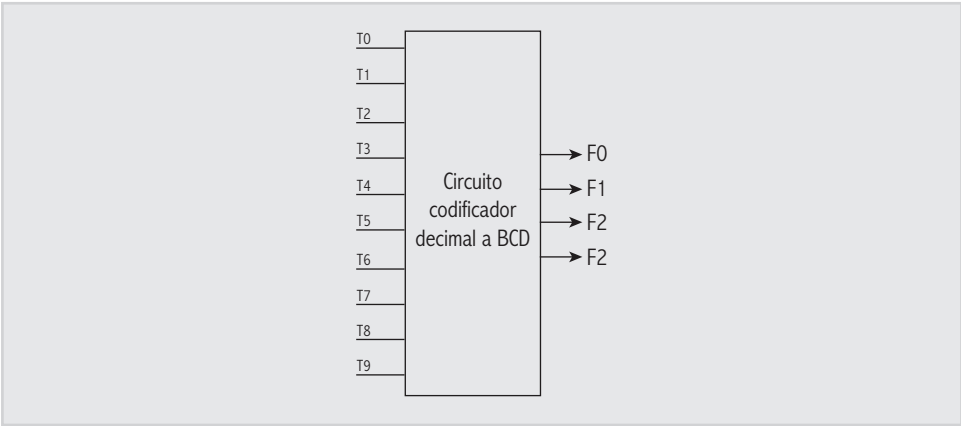 T0
T1
T2
T3
T4
T5
T6
T7
T8
T9
Circuito
codificador
decimal a BCD
F0
F1
F2
F2